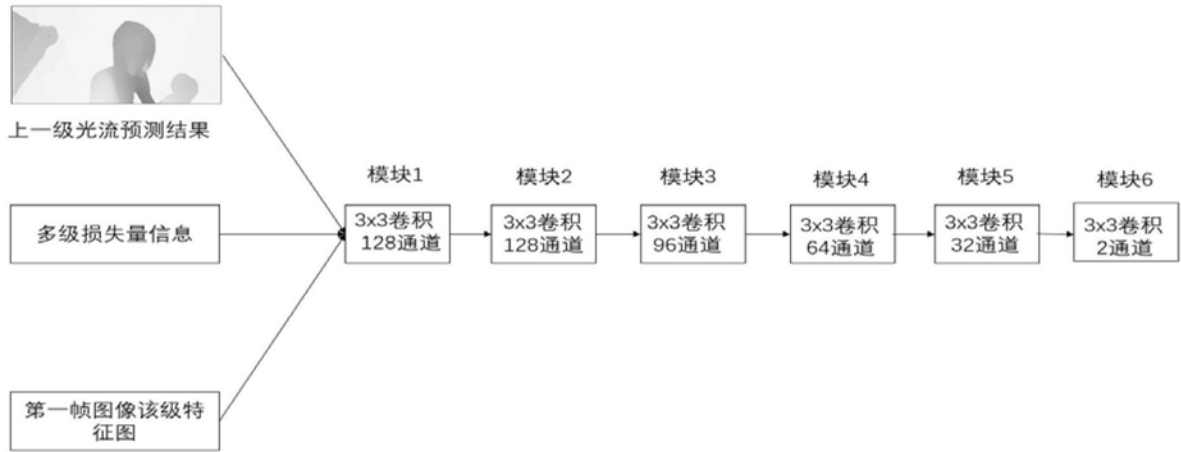 上一级光流预测结果
多级损失量信息
第一帧图像该级特
征图
模块1
3x3卷积
128通道
模块2
3x3卷积
128通道
模块3
3x3卷积
96通道
模块4
3x3卷积
64通道
模块5
3x3卷积
32通道
模块6
3x3卷积
2通道